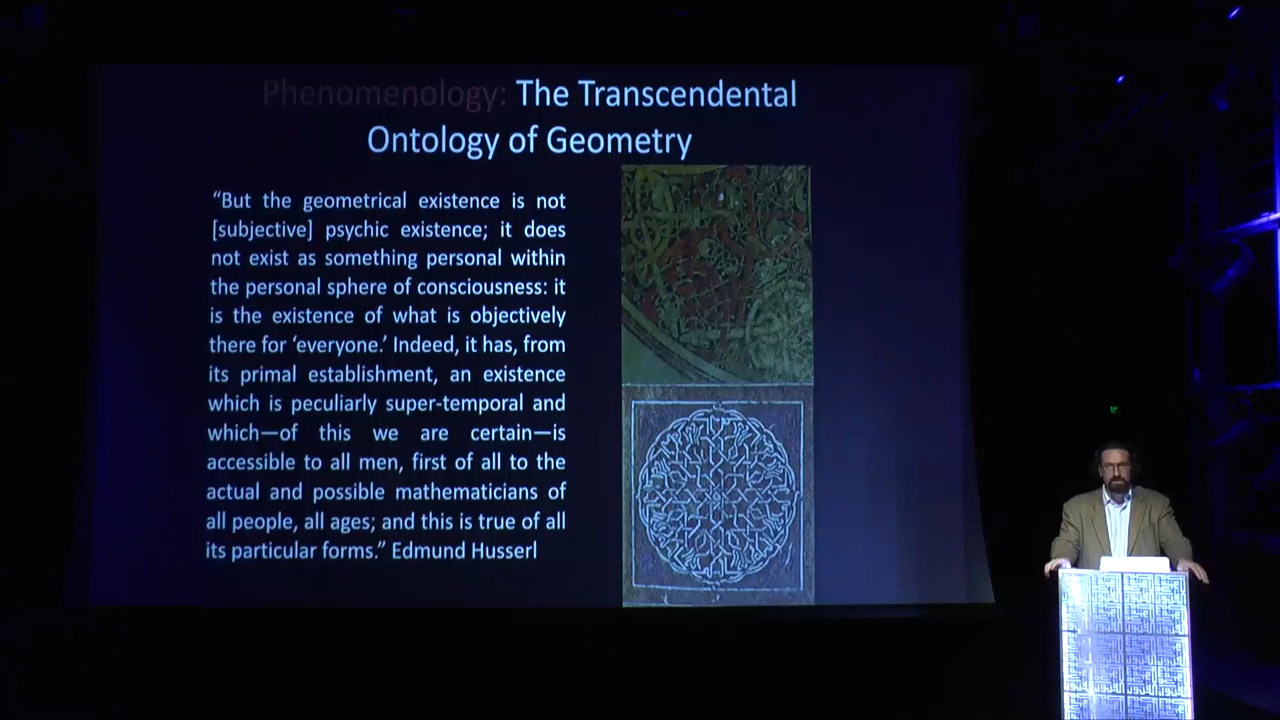 Phenomenology: The Transcendental
Ontology of Geometry
“But the geometrical existence is not
[subjective] psychic existence; it does
not exist as something personal within
the personal sphere of consciousness: it
is the existence of what is objectively
there for ‘everyone.’ Indeed, it has, from
its primal establishment, an existence
which is peculiarly super-temporal and
which—of this we are certain—is
accessible to all men, first of all to the
actual and possible mathematicians of
all people, all ages; and this is true of all
its particular forms.” Edmund Husserl